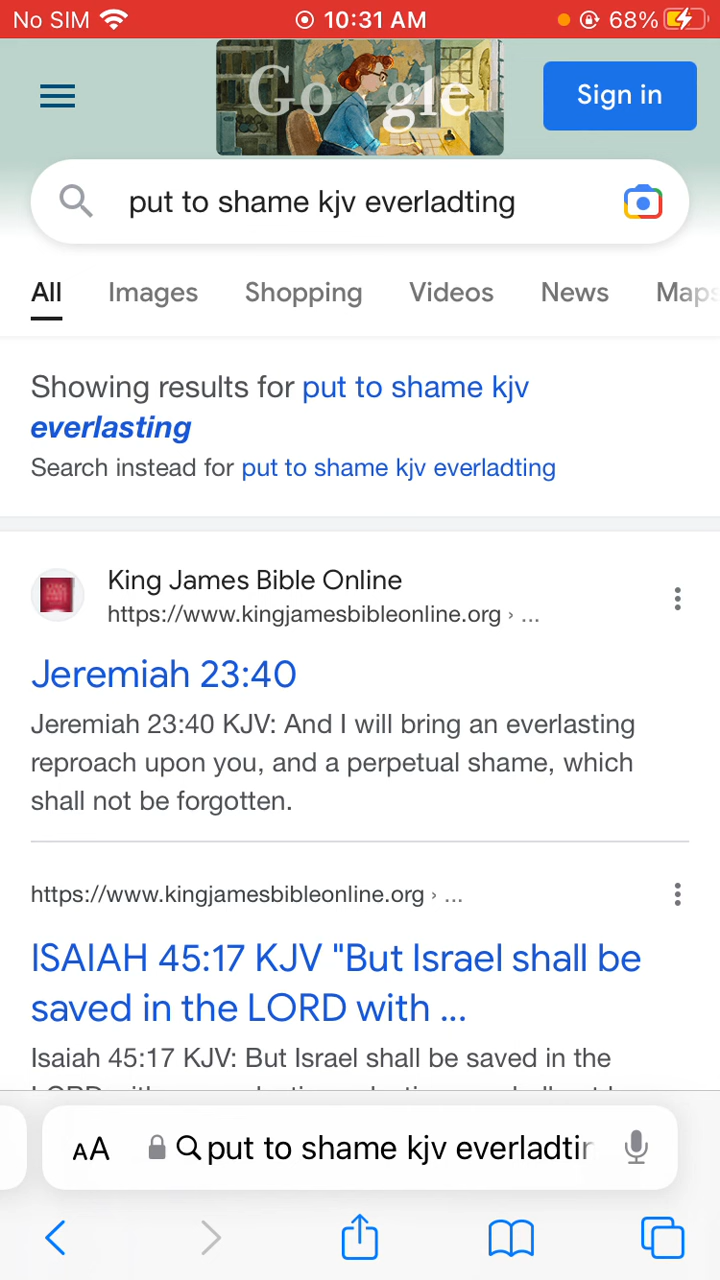 No SIM 10:31 AM 68%
Google
Sign in
put to shame kjv everladting
All Images Shopping Videos News Maps
Showing results for put to shame kjv
everlasting
Search instead for put to shame kjv everladting
King James Bible Online
https://www.kingjamesbibleonline.org › ...
Jeremiah 23:40
Jeremiah 23:40 KJV: And I will bring an everlasting
reproach upon you, and a perpetual shame, which
shall not be forgotten.
https://www.kingjamesbibleonline.org › ...
ISAIAH 45:17 KJV "But Israel shall be
saved in the LORD with ...
Isaiah 45:17 KJV: But Israel shall be saved in the
AA put to shame kjv everladtin